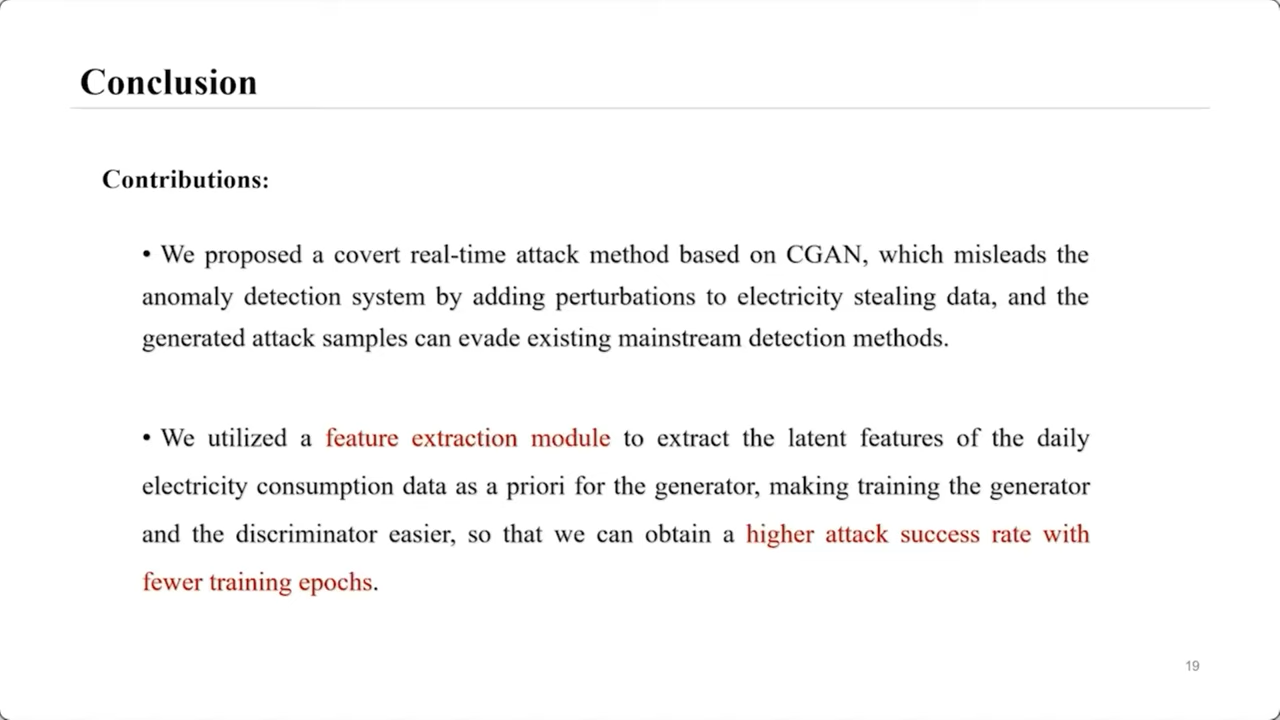 Conclusion
Contributions:
• We proposed a covert real-time attack method based on CGAN, which misleads the
anomaly detection system by adding perturbations to electricity stealing data, and the
generated attack samples can evade existing mainstream detection methods.
• We utilized a feature extraction module to extract the latent features of the daily
electricity consumption data as a priori for the generator, making training the generator
and the discriminator easier, so that we can obtain a higher attack success rate with
fewer training epochs.
19